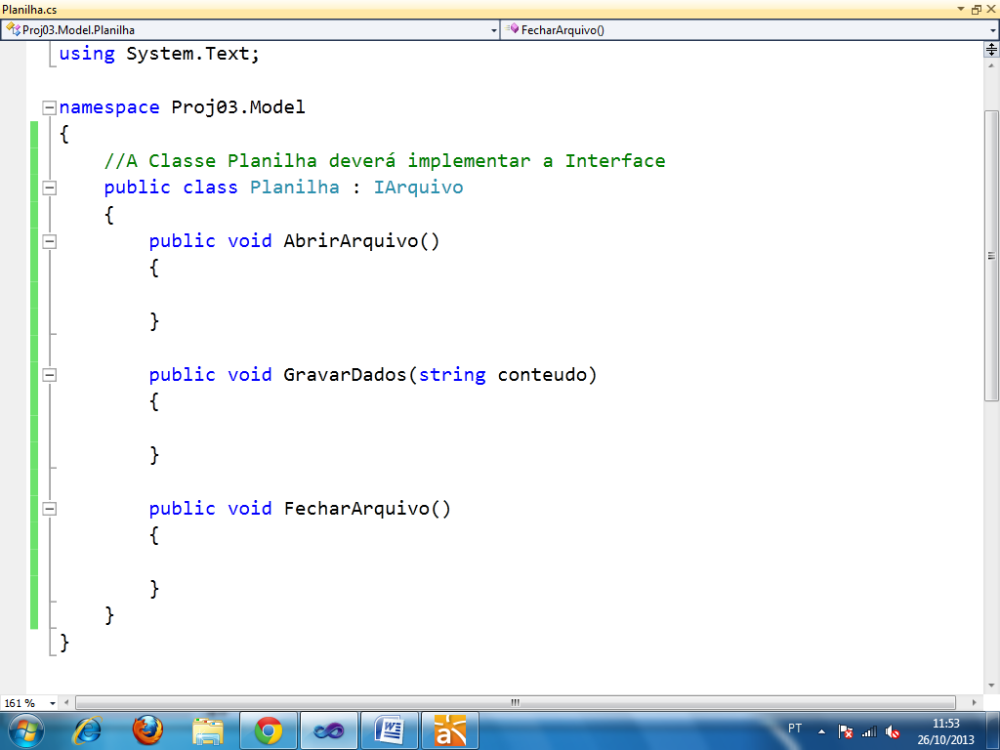 Planilha.cs
Proj03.Model.Planilha
FecharArquivo()
using System.Text;
namespace Proj03.Model
{
//A Classe Planilha deverá implementar a Interface
public class Planilha : IArquivo
{
public void AbrirArquivo()
{
}
public void GravarDados(string conteudo)
{
}
public void FecharArquivo()
{
}
}
}
161 %
PT
11:53
26/10/2013